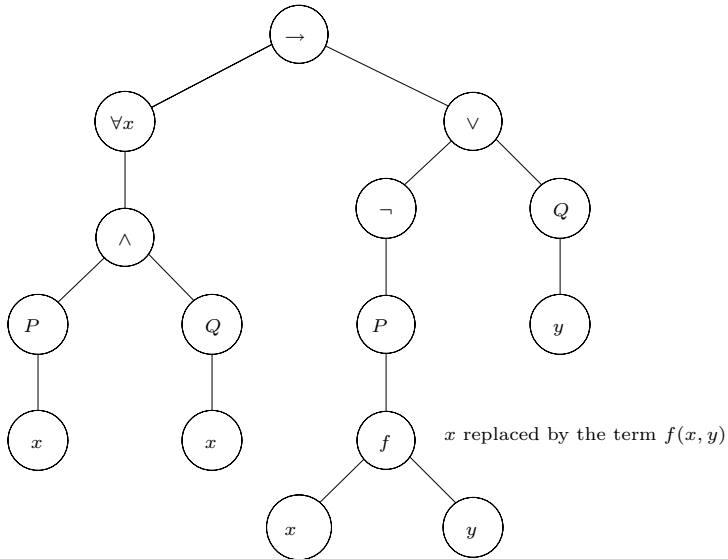 →
∀x ∨
¬ Q
∧
P Q P y
x x f x replaced by the term f(x, y)
x y